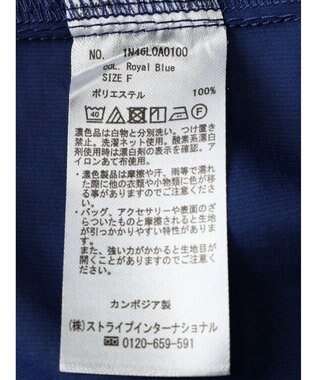 NO. 1N46L0A0100
COL. Royal Blue
SIZE F
ポリエステル 100%
40 F
濃色品は白物と分別洗い。つけ置き
禁止。洗濯ネット使用。酸素系漂白
剤使用時は漂白剤の表示を確認。ア
イロンあて布使用。
・濃色製品は摩擦や汗、雨等で濡れ
た際に他の衣類や小物類に色が移
る事がありますのでご注意くださ
い。
・バッグ、アクセサリーや表面のざ
らついたものと摩擦されると生地
が引っかかりやすい特性がありま
す。
また、強い力がかかると生地目が
開くことがありますのでご注意く
ださい。
カンボジア製
(株)ストライプインターナショナル
0120-659-591